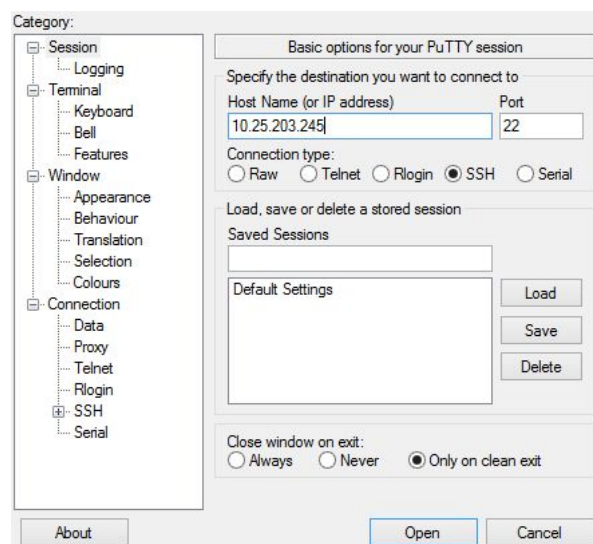 Category:
Session
Logging
Terminal
Keyboard
Bell
Features
Window
Appearance
Behaviour
Translation
Selection
Colours
Connection
Data
Proxy
Telnet
Rlogin
SSH
Serial
Basic options for your PuTTY session
Specify the destination you want to connect to
Host Name (or IP address) Port
10.25.203.245 22
Connection type:
Raw Telnet Rlogin SSH Serial
Load, save or delete a stored session
Saved Sessions
Default Settings
Load
Save
Delete
Close window on exit:
Always Never Only on clean exit
About Open Cancel